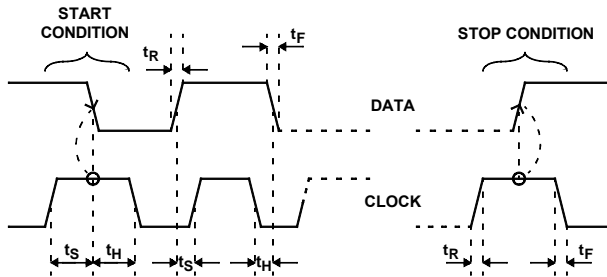 START
CONDITION
STOP CONDITION
tR
tF
DATA
CLOCK
tS
tH
tS
tH
tR
tF